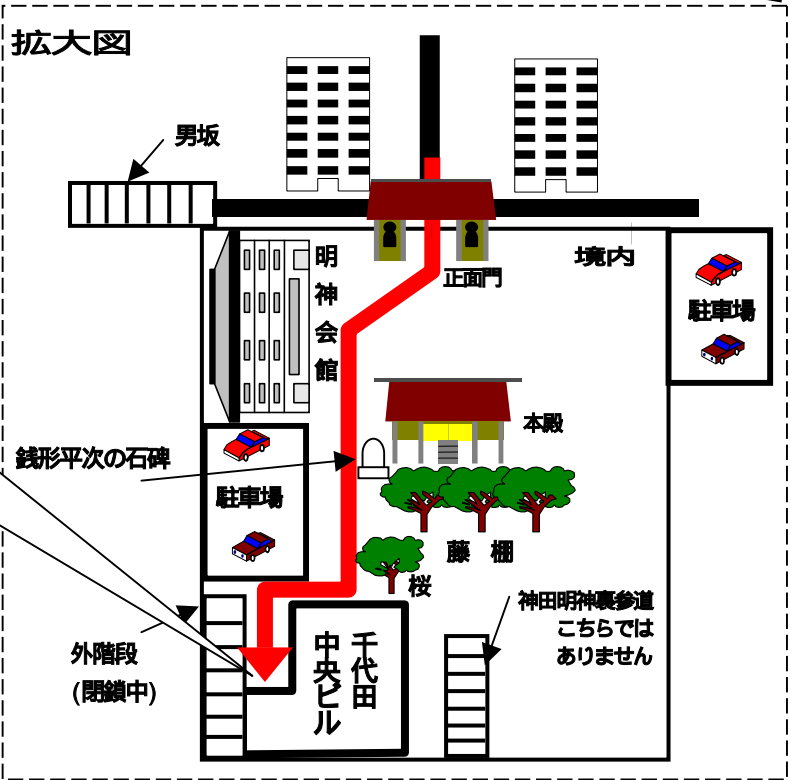 拡大図
男坂
明神会館
正面門
境内
駐車場
本殿
銭形平次の石碑
駐車場
藤棚
桜
神田明神裏参道
こちらでは
ありません
外階段
(閉鎖中)
千代田
中央ビル